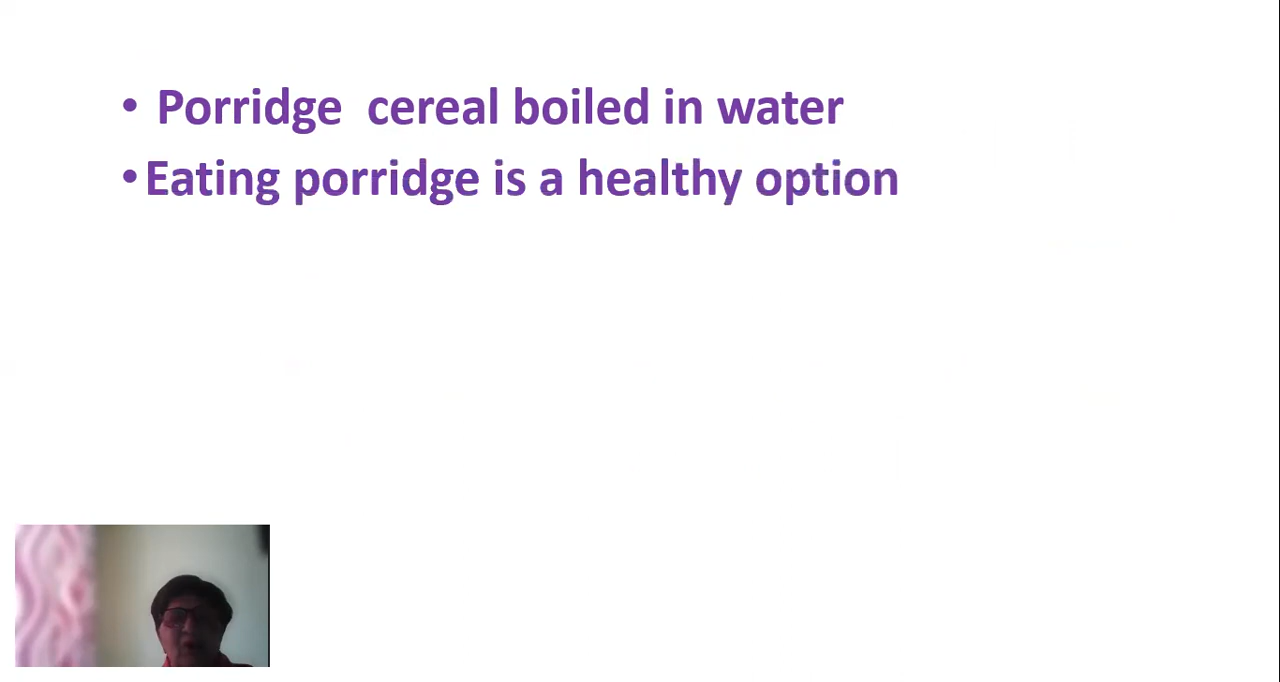 • Porridge  cereal boiled in water
•Eating porridge is a healthy option